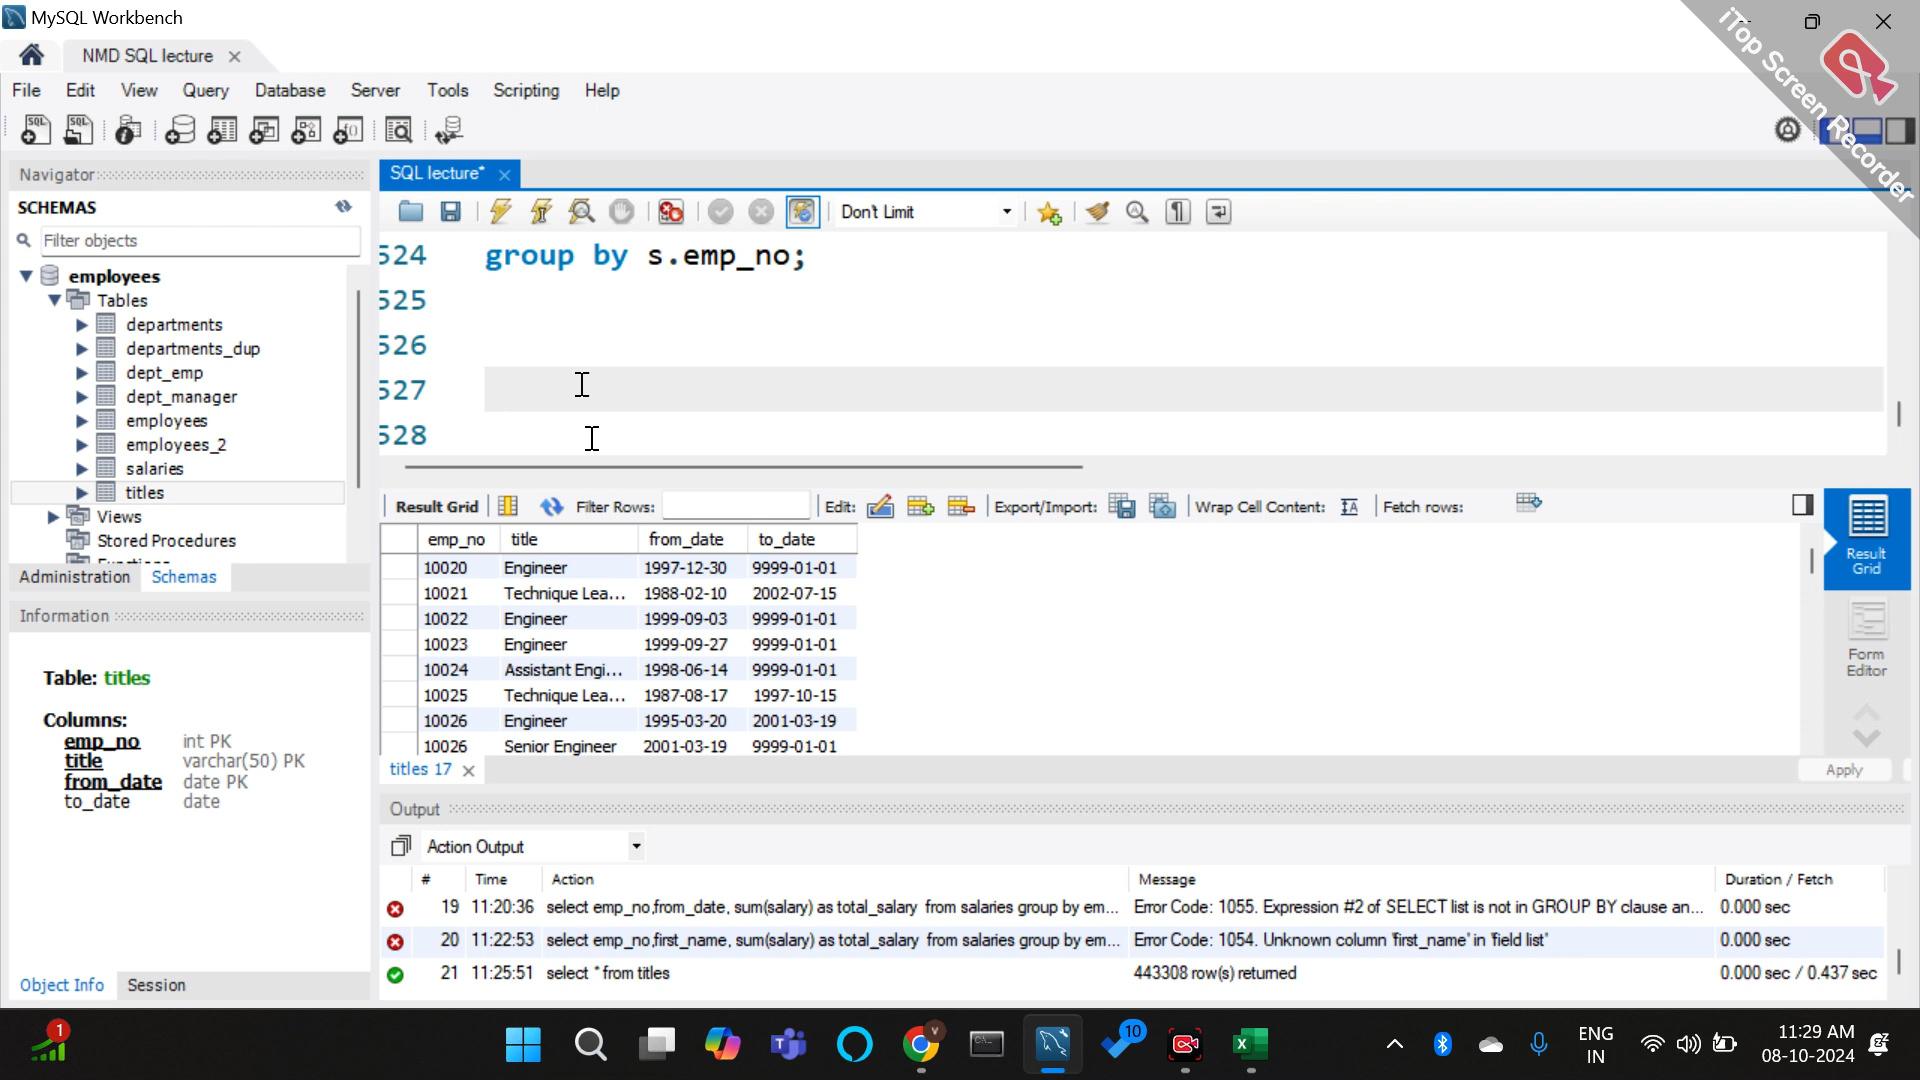 MySQL Workbench
iTop Screen Recorder
NMD SQL lecture
File Edit View Query Database Server Tools Scripting Help
Navigator
SQL lecture*
SCHEMAS
Don't Limit
Filter objects
524 group by s.emp_no;
525
526
527
528
employees
Tables
departments
departments_dup
dept_emp
dept_manager
employees
employees_2
salaries
titles
Views
Stored Procedures
Administration Schemas
Result Grid Filter Rows: Edit: Export/Import: Wrap Cell Content: Fetch rows:
emp_no title from_date to_date
10020 Engineer 1997-12-30 9999-01-01
10021 Technique Lea... 1988-02-10 2002-07-15
10022 Engineer 1999-09-03 9999-01-01
10023 Engineer 1999-09-27 9999-01-01
10024 Assistant Engi... 1998-06-14 9999-01-01
10025 Technique Lea... 1987-08-17 1997-10-15
10026 Engineer 1995-03-20 2001-03-19
10026 Senior Engineer 2001-03-19 9999-01-01
Result
Grid
Form
Editor
titles 17
Apply
Information
Table: titles
Columns:
emp_no int PK
title varchar(50) PK
from_date date PK
to_date date
Object Info Session
Output
Action Output
# Time Action Message Duration / Fetch
19 11:20:36 select emp_no,from_date, sum(salary) as total_salary from salaries group by em... Error Code: 1055. Expression #2 of SELECT list is not in GROUP BY clause an... 0.000 sec
20 11:22:53 select emp_no,first_name, sum(salary) as total_salary from salaries group by em... Error Code: 1054. Unknown column 'first_name' in 'field list' 0.000 sec
21 11:25:51 select * from titles 443308 row(s) returned 0.000 sec / 0.437 sec
1
V
10
ENG
IN
11:29 AM
08-10-2024